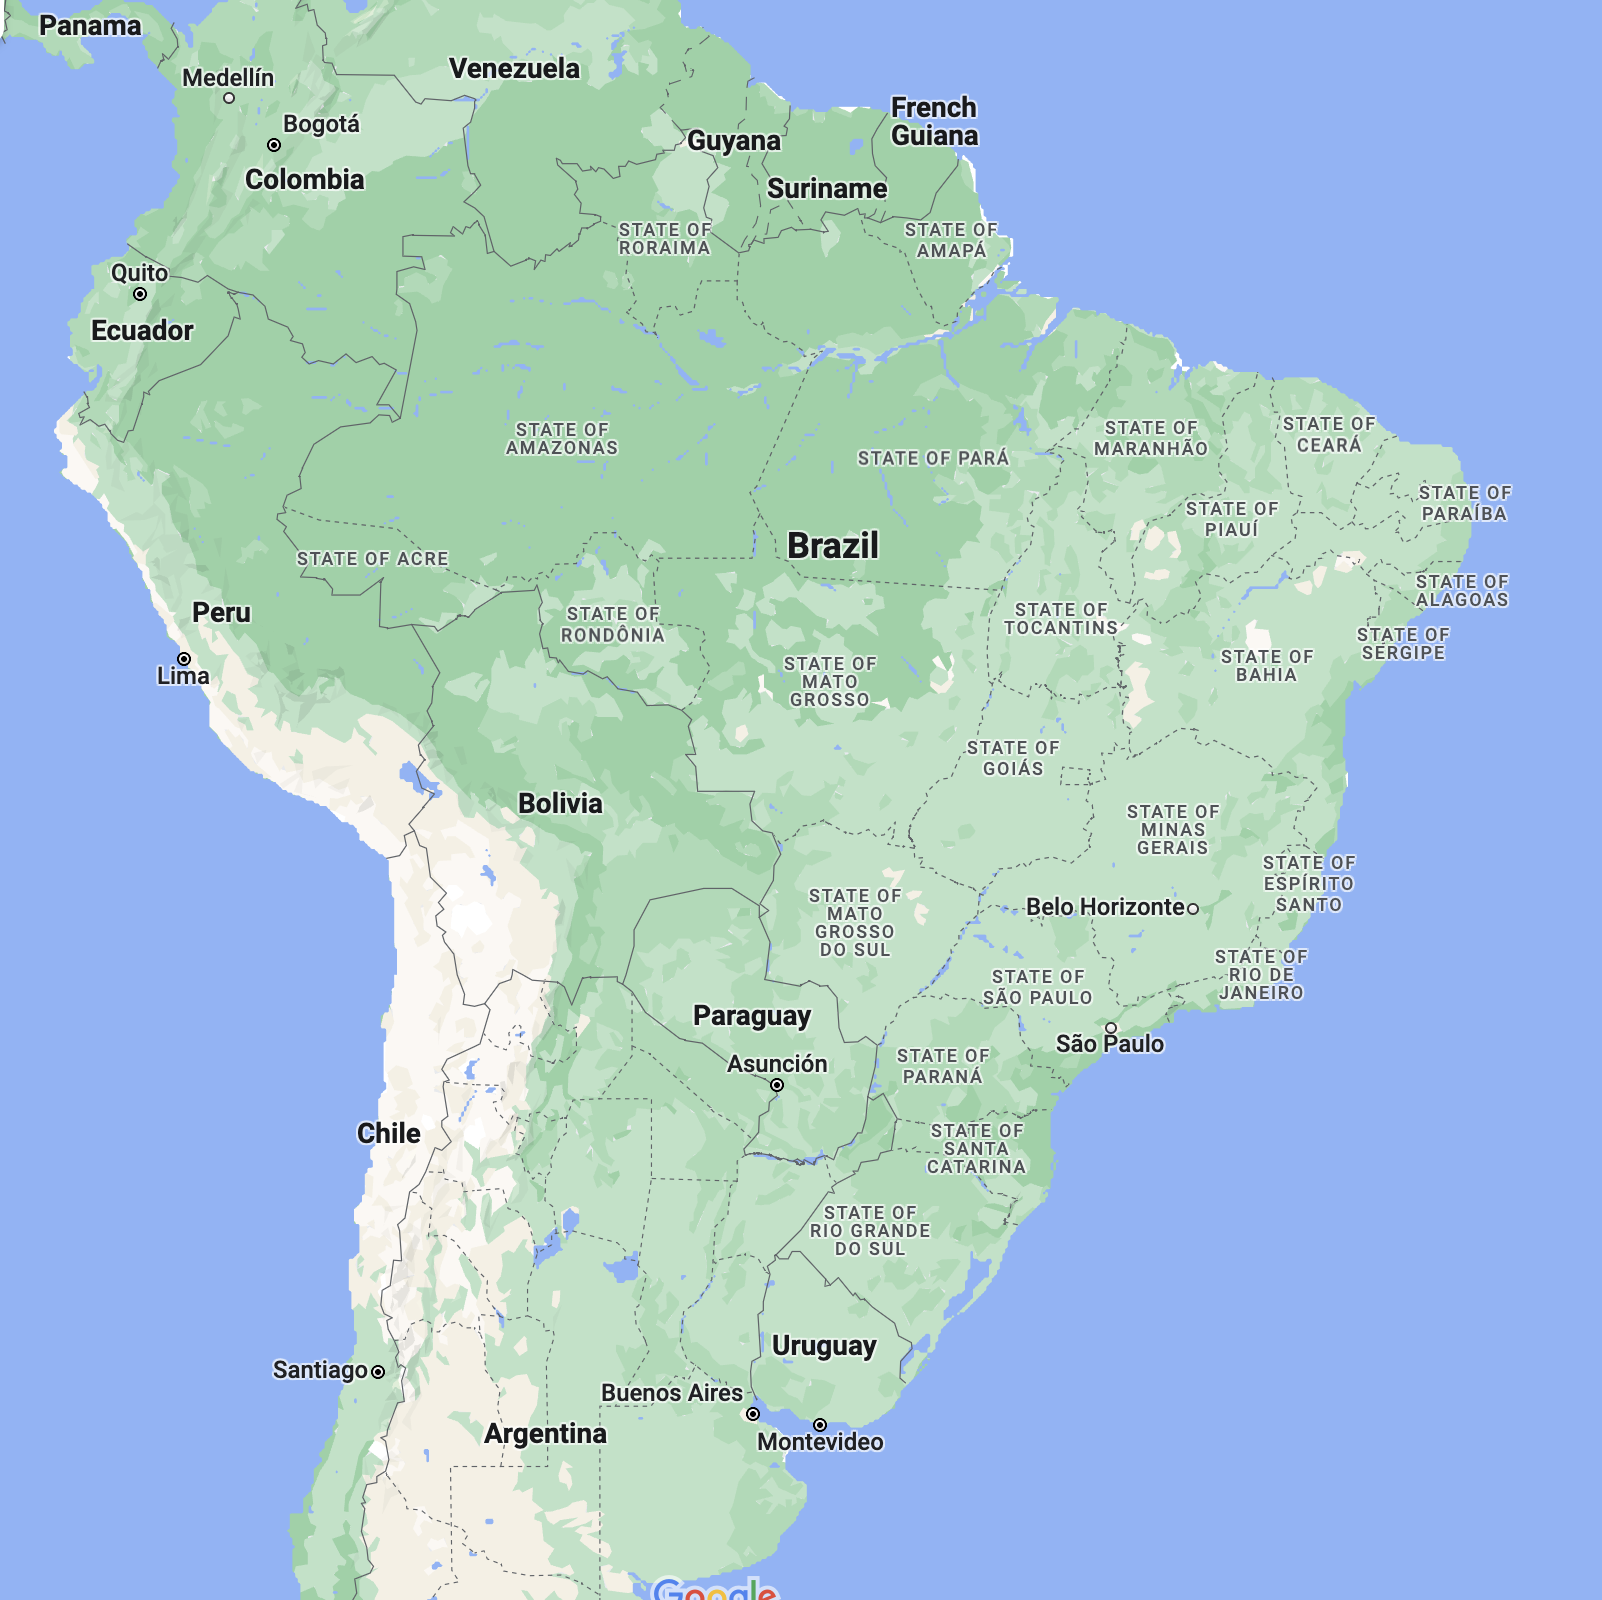 Panama
Medellín
Venezuela
Bogotá
Colombia
French
Guiana
Guyana
Suriname
STATE OF
RORAIMA
STATE OF
AMAPÁ
Quito
Ecuador
STATE OF
AMAZONAS
STATE OF PARÁ
STATE OF
MARANHÃO
STATE OF
CEARÁ
STATE OF
PIAUÍ
STATE OF
PARAÍBA
Brazil
STATE OF ACRE
STATE OF
RONDÔNIA
STATE OF
TOCANTINS
STATE OF
ALAGOAS
STATE OF
SERGIPE
Peru
Lima
STATE OF
MATO
GROSSO
STATE OF
BAHIA
STATE OF
GOIÁS
Bolivia
STATE OF
MINAS
GERAIS
STATE OF
ESPÍRITO
SANTO
STATE OF
MATO
GROSSO
DO SUL
Belo Horizonte
STATE OF
RIO DE
JANEIRO
STATE OF
SÃO PAULO
São Paulo
Paraguay
Asunción
STATE OF
PARANÁ
Chile
STATE OF
SANTA
CATARINA
STATE OF
RIO GRANDE
DO SUL
Uruguay
Santiago
Buenos Aires
Argentina
Montevideo
Google